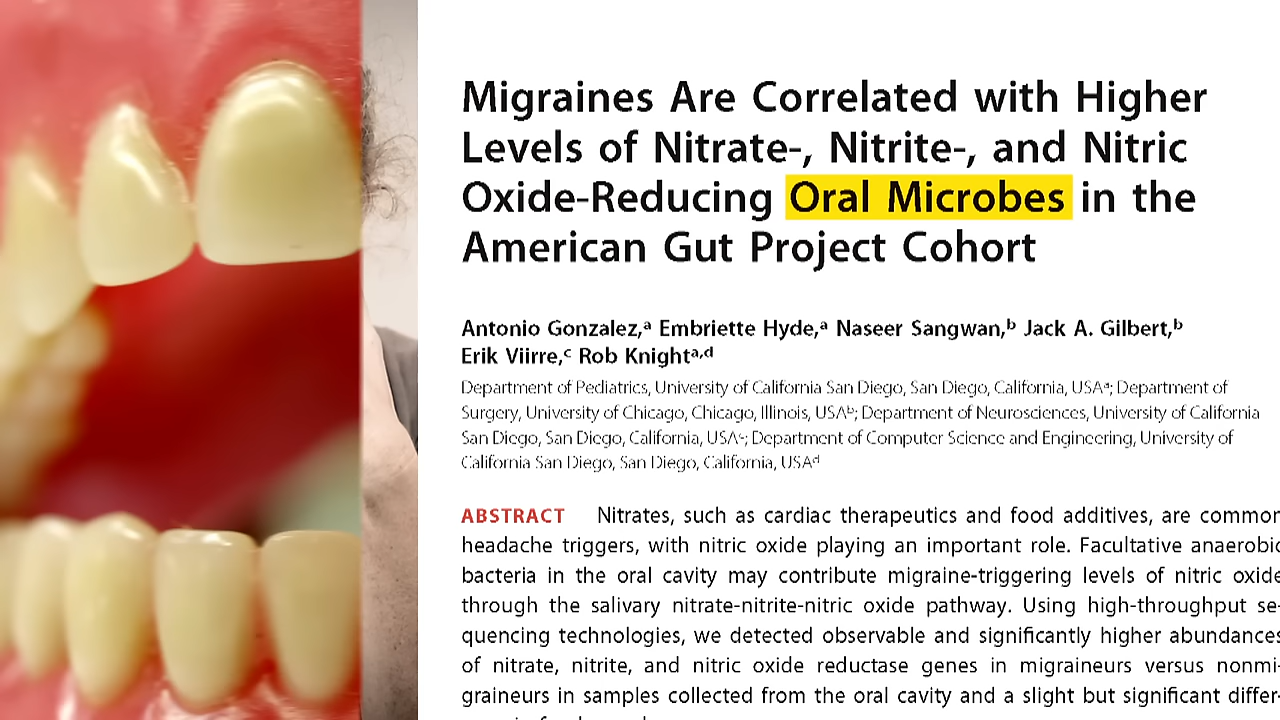 Migraines Are Correlated with Higher
Levels of Nitrate-, Nitrite-, and Nitric
Oxide-Reducing Oral Microbes in the
American Gut Project Cohort
Antonio Gonzalez,ᵃ Embriette Hyde,ᵃ Naseer Sangwan,ᵇ Jack A. Gilbert,ᵇ
Erik Viirre,ᶜ Rob Knightᵃ,ᵈ
Department of Pediatrics, University of California San Diego, San Diego, California, USAᵃ; Department of
Surgery, University of Chicago, Chicago, Illinois, USAᵇ; Department of Neurosciences, University of California
San Diego, San Diego, California, USAᶜ; Department of Computer Science and Engineering, University of
California San Diego, San Diego, California, USAᵈ
ABSTRACT Nitrates, such as cardiac therapeutics and food additives, are common
headache triggers, with nitric oxide playing an important role. Facultative anaerobic
bacteria in the oral cavity may contribute migraine-triggering levels of nitric oxide
through the salivary nitrate-nitrite-nitric oxide pathway. Using high-throughput se-
quencing technologies, we detected observable and significantly higher abundances
of nitrate, nitrite, and nitric oxide reductase genes in migraineurs versus nonmi-
graineurs in samples collected from the oral cavity and a slight but significant differ-